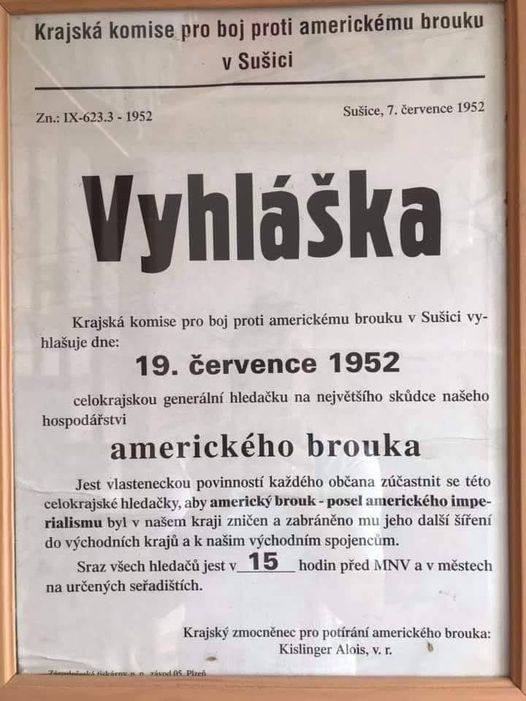 Krajská komise pro boj proti americkému brouku
v Sušici
Zn.: IX-623.3 - 1952
Sušice, 7. července 1952
Vyhláška
Krajská komise pro boj proti americkému brouku v Sušici vy-
hlašuje dne:
19. července 1952
celokrajskou generální hledačku na největšího škůdce našeho
hospodářství
amerického brouka
Jest vlasteneckou povinností každého občana zúčastnit se této
celokrajské hledačky, aby americký brouk - posel amerického impe-
rialismu byl v našem kraji zničen a zabráněno mu jeho další šíření
do východních krajů a k našim východním spojencům.
Sraz všech hledačů jest v 15 hodin před MNV a v městech
na určených seřadištích.
Krajský zmocněnec pro potírání amerického brouka:
Kislinger Alois, v. r.
závod 05, Plzeň